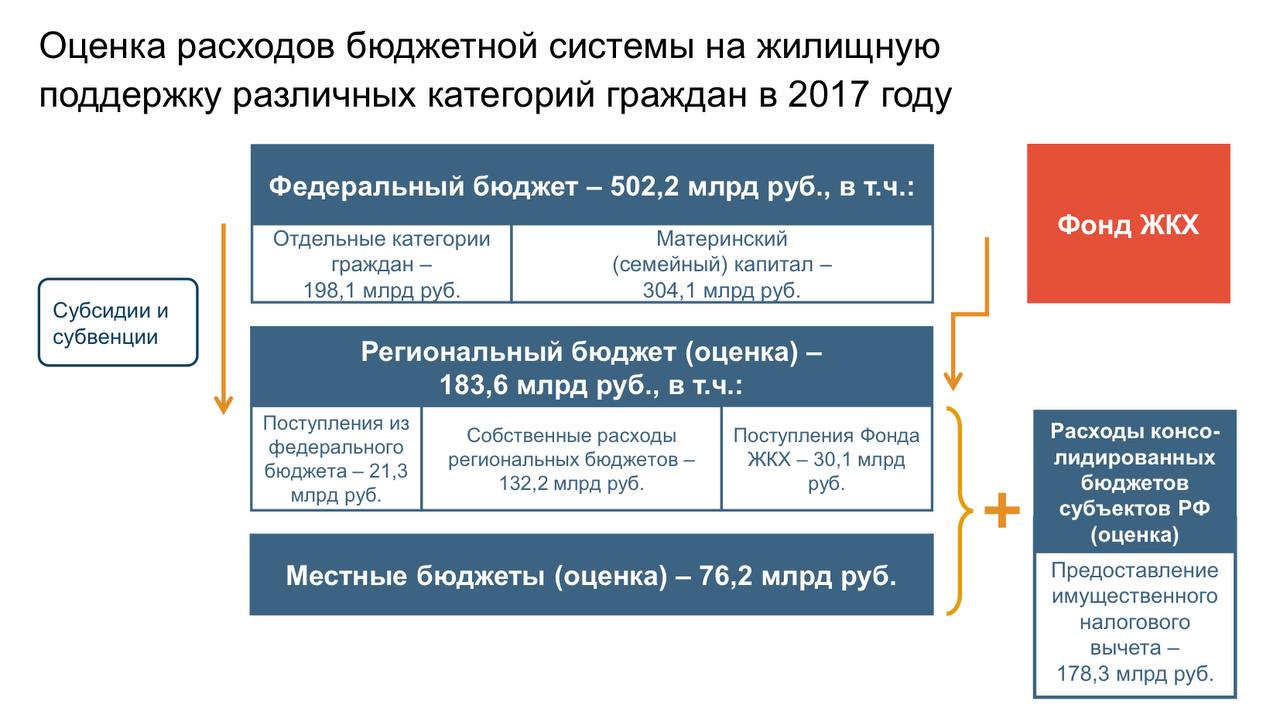 Оценка расходов бюджетной системы на жилищную
поддержку различных категорий граждан в 2017 году
Федеральный бюджет – 502,2 млрд руб., в т.ч.:
Отдельные категории
граждан –
198,1 млрд руб.
Материнский
(семейный) капитал –
304,1 млрд руб.
Фонд ЖКХ
Субсидии и
субвенции
Региональный бюджет (оценка) –
183,6 млрд руб., в т.ч.:
Поступления из
федерального
бюджета – 21,3
млрд руб.
Собственные расходы
региональных бюджетов –
132,2 млрд руб.
Поступления Фонда
ЖКХ – 30,1 млрд
руб.
Местные бюджеты (оценка) – 76,2 млрд руб.
+
Расходы консо-
лидированных
бюджетов
субъектов РФ
(оценка)
Предоставление
имущественного
налогового
вычета –
178,3 млрд руб.